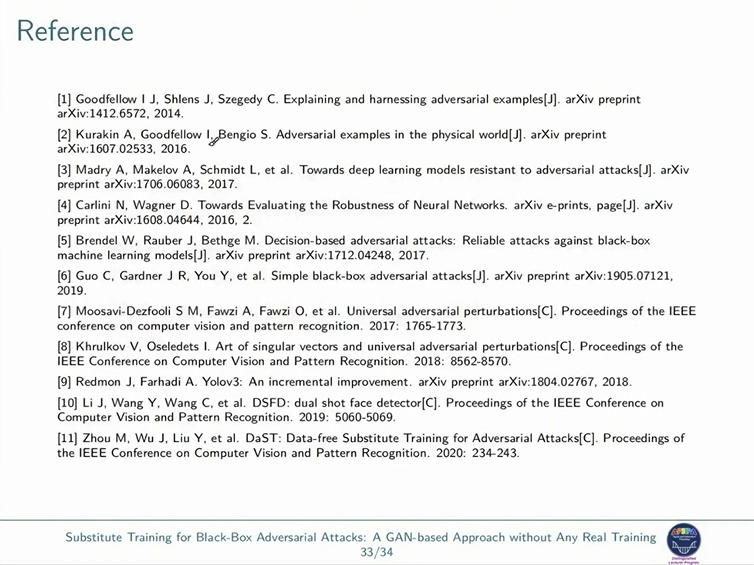 Reference
[1] Goodfellow I J, Shlens J, Szegedy C. Explaining and harnessing adversarial examples[J]. arXiv preprint
arXiv:1412.6572, 2014.
[2] Kurakin A, Goodfellow I, Bengio S. Adversarial examples in the physical world[J]. arXiv preprint
arXiv:1607.02533, 2016.
[3] Madry A, Makelov A, Schmidt L, et al. Towards deep learning models resistant to adversarial attacks[J]. arXiv
preprint arXiv:1706.06083, 2017.
[4] Carlini N, Wagner D. Towards Evaluating the Robustness of Neural Networks. arXiv e-prints, page[J]. arXiv
preprint arXiv:1608.04644, 2016, 2.
[5] Brendel W, Rauber J, Bethge M. Decision-based adversarial attacks: Reliable attacks against black-box
machine learning models[J]. arXiv preprint arXiv:1712.04248, 2017.
[6] Guo C, Gardner J R, You Y, et al. Simple black-box adversarial attacks[J]. arXiv preprint arXiv:1905.07121,
2019.
[7] Moosavi-Dezfooli S M, Fawzi A, Fawzi O, et al. Universal adversarial perturbations[C]. Proceedings of the IEEE
conference on computer vision and pattern recognition. 2017: 1765-1773.
[8] Khrulkov V, Oseledets I. Art of singular vectors and universal adversarial perturbations[C]. Proceedings of the
IEEE Conference on Computer Vision and Pattern Recognition. 2018: 8562-8570.
[9] Redmon J, Farhadi A. Yolov3: An incremental improvement. arXiv preprint arXiv:1804.02767, 2018.
[10] Li J, Wang Y, Wang C, et al. DSFD: dual shot face detector[C]. Proceedings of the IEEE Conference on
Computer Vision and Pattern Recognition. 2019: 5060-5069.
[11] Zhou M, Wu J, Liu Y, et al. DaST: Data-free Substitute Training for Adversarial Attacks[C]. Proceedings of
the IEEE Conference on Computer Vision and Pattern Recognition. 2020: 234-243.
Substitute Training for Black-Box Adversarial Attacks: A GAN-based Approach without Any Real Training
33/34
Distinguished
Lecturer Program